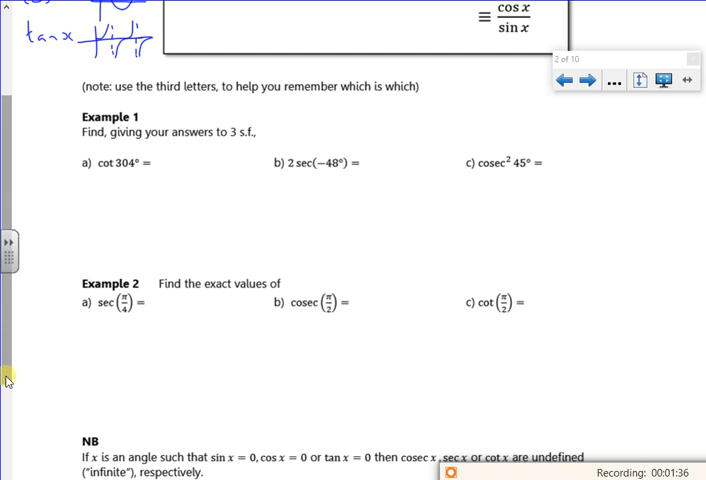 cos x
≡
sin x
tan x
2 of 10
(note: use the third letters, to help you remember which is which)
Example 1
Find, giving your answers to 3 s.f.,
a) cot 304° = b) 2 sec(−48°) = c) cosec² 45° =
Example 2 Find the exact values of
a) sec(π/4) = b) cosec(π/2) = c) cot(π/2) =
NB
If x is an angle such that sin x = 0, cos x = 0 or tan x = 0 then cosec x, sec x or cot x are undefined
("infinite"), respectively.
Recording: 00:01:36